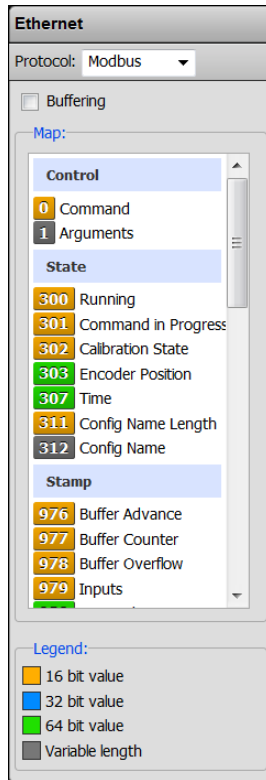 Ethernet
Protocol: Modbus
Buffering
Map:
Control
0 Command
1 Arguments
State
300 Running
301 Command in Progress
302 Calibration State
303 Encoder Position
307 Time
311 Config Name Length
312 Config Name
Stamp
976 Buffer Advance
977 Buffer Counter
978 Buffer Overflow
979 Inputs
Legend:
16 bit value
32 bit value
64 bit value
Variable length